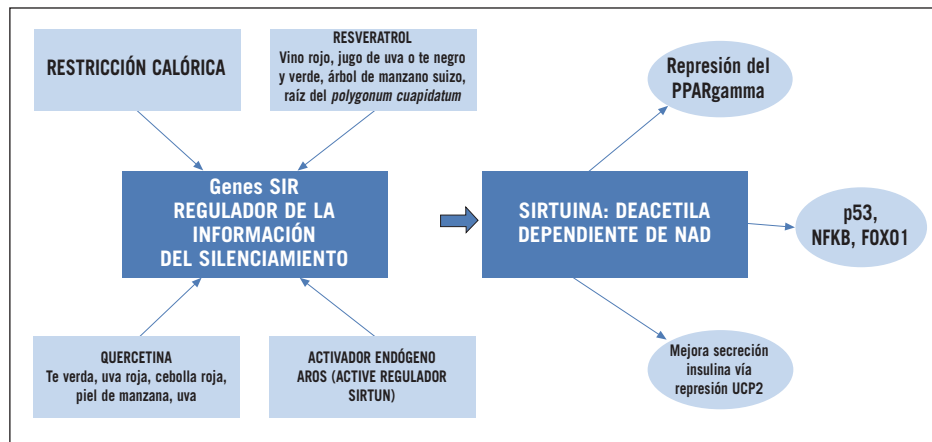 RESTRICCIÓN CALÓRICA
RESVERATROL
Vino rojo, jugo de uva o te negro
y verde, árbol de manzano suizo,
raíz del polygonum cuapidatum
Genes SIR
REGULADOR DE LA
INFORMACIÓN
DEL SILENCIAMIENTO
QUERCETINA
Te verda, uva roja, cebolla roja,
piel de manzana, uva
ACTIVADOR ENDÓGENO
AROS (ACTIVE REGULADOR
SIRTUN)
SIRTUINA: DEACETILA
DEPENDIENTE DE NAD
Represión del
PPARgamma
p53,
NFKB, FOXO1
Mejora secreción
insulina vía
represión UCP2